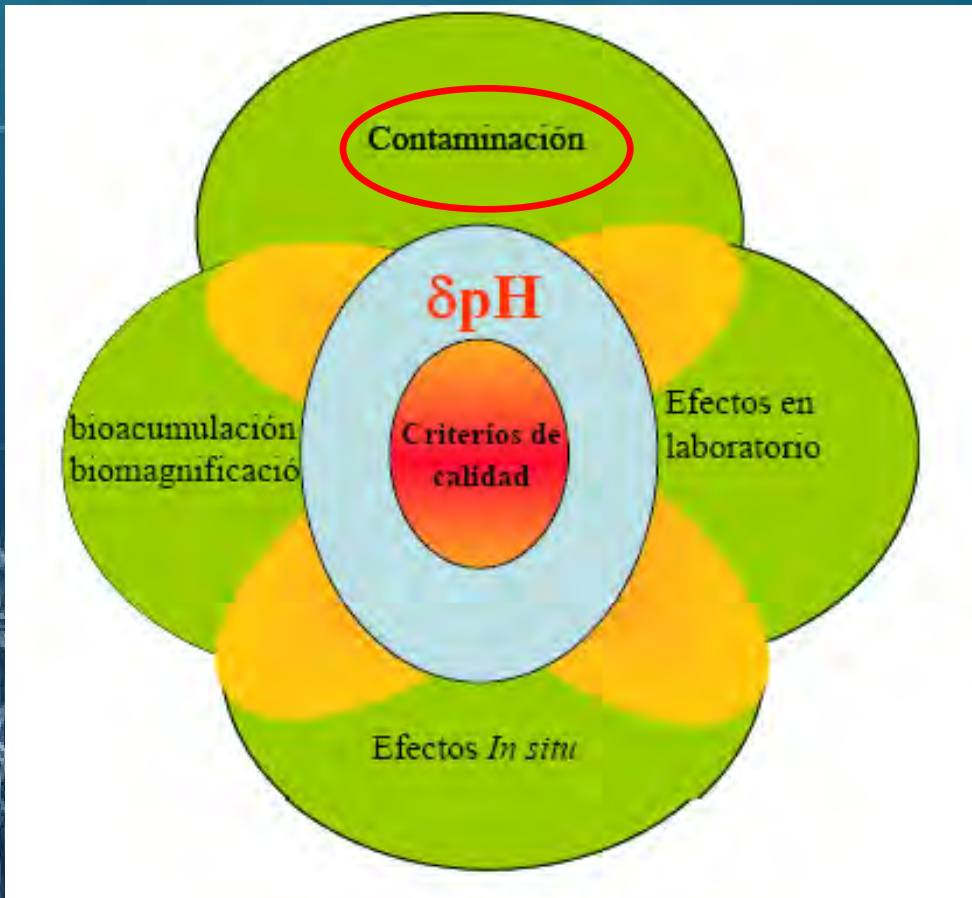 Contaminación
δpH
bioacumulación
biomagnificació
Criterios de
calidad
Efectos en
laboratorio
Efectos In situ